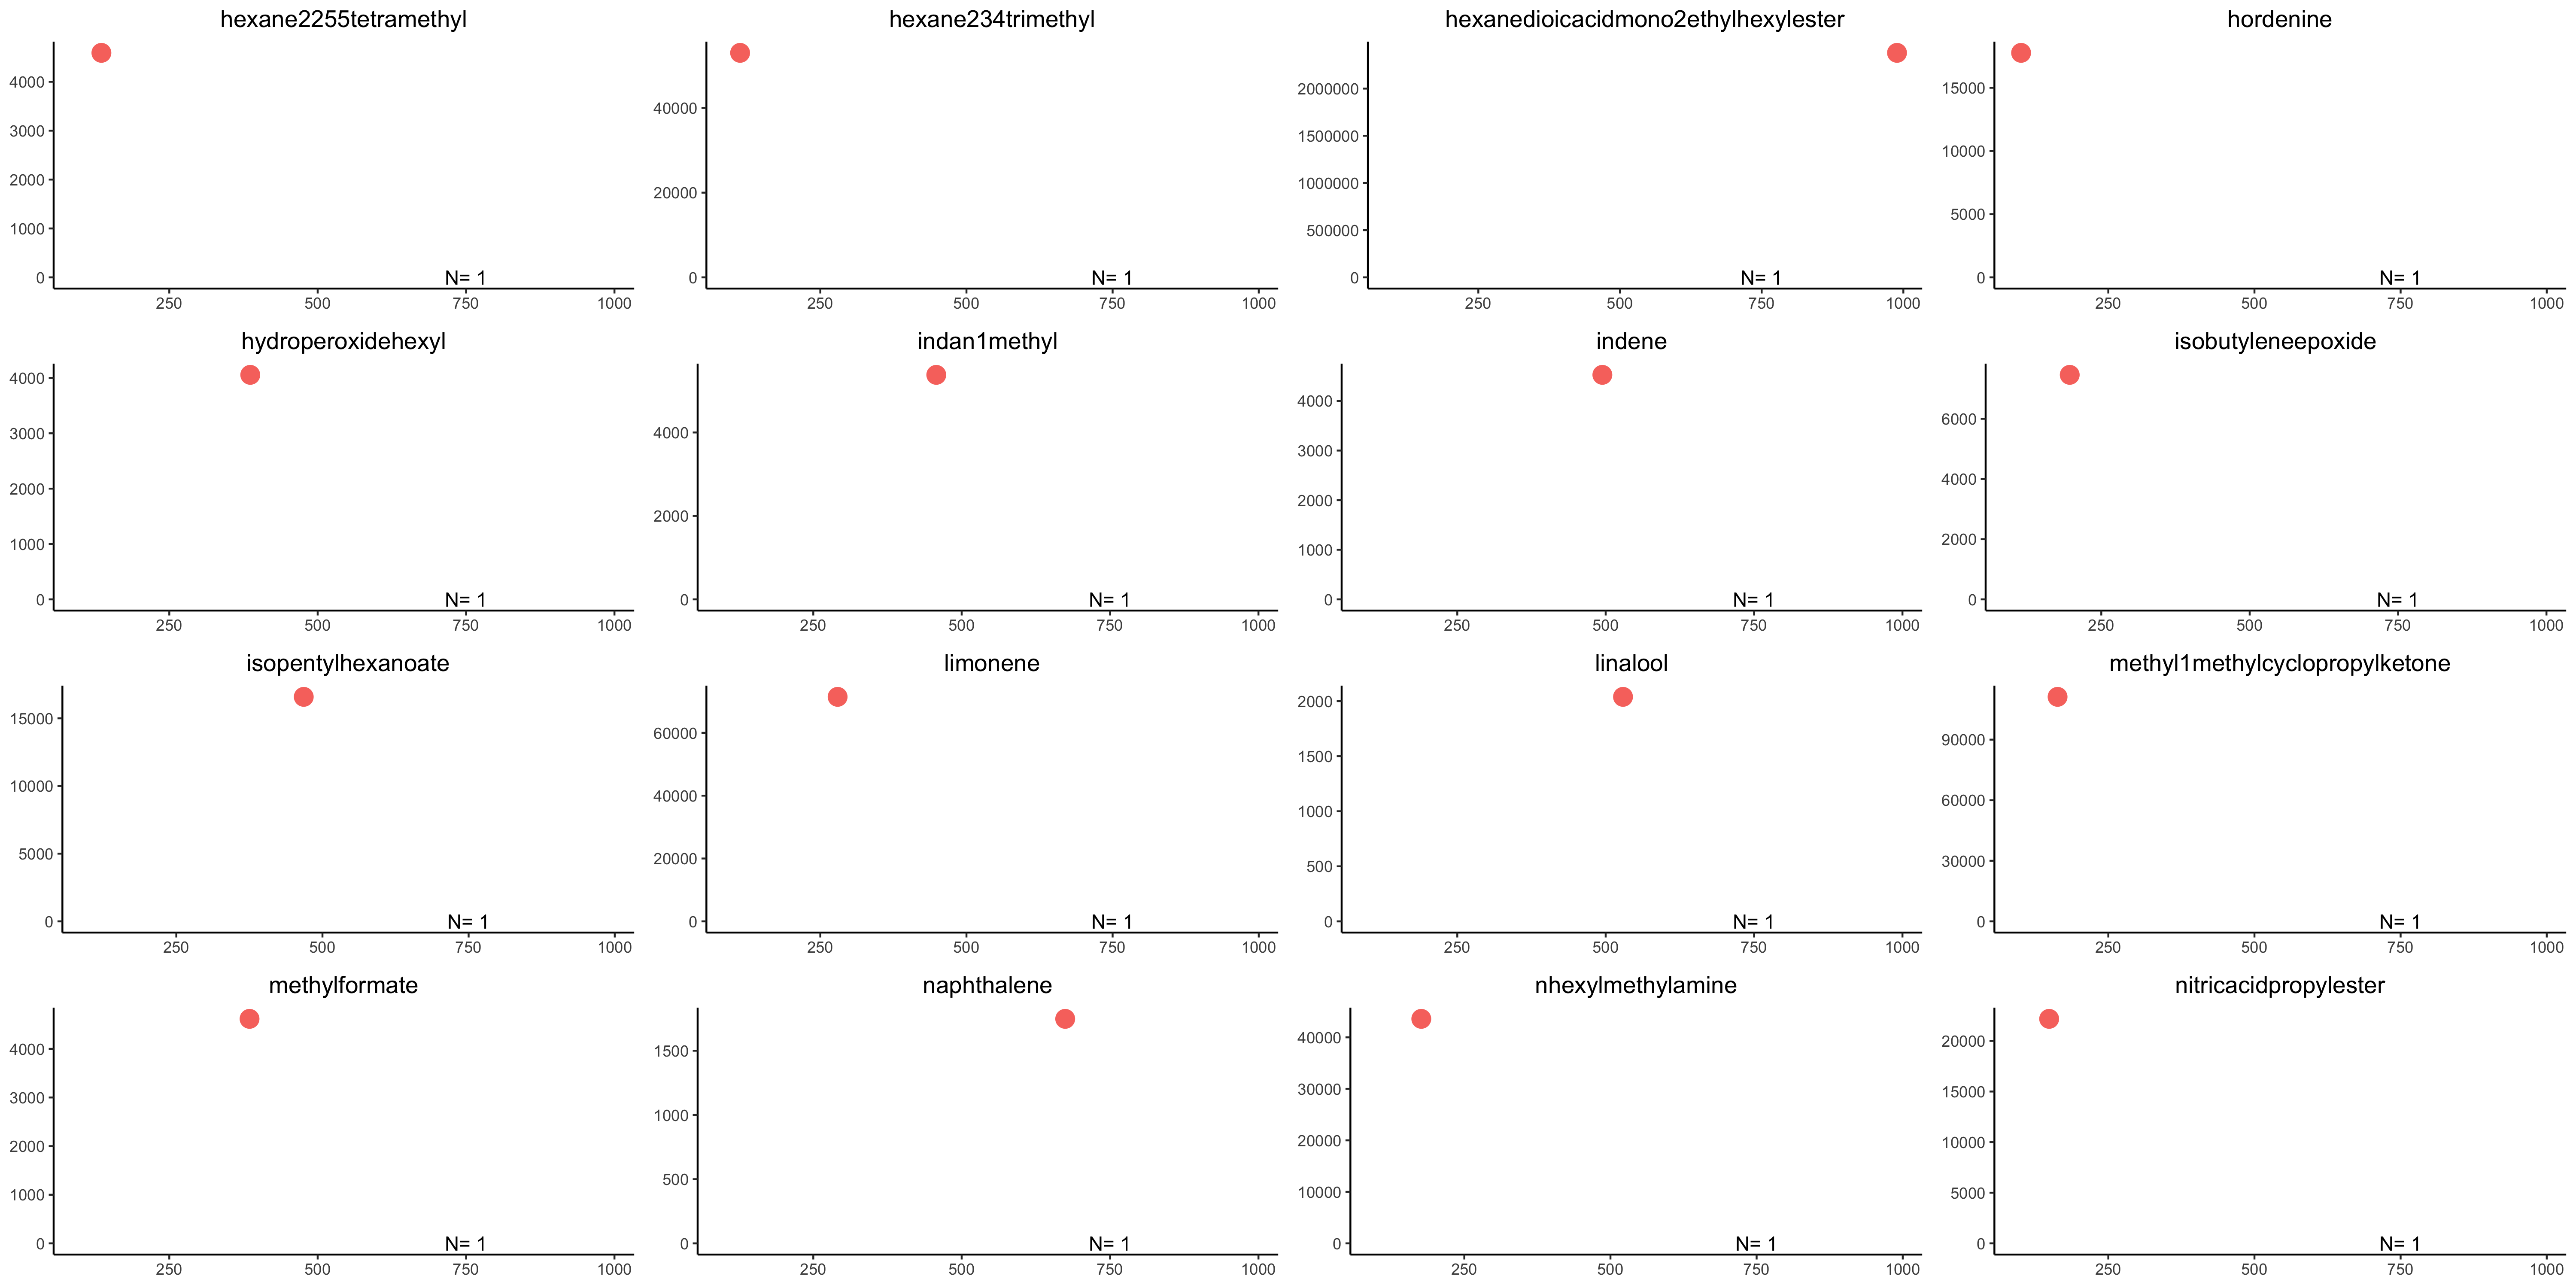 hexane2255tetramethyl
4000
3000
2000
1000
0
N= 1
250 500 750 1000
hexane234trimethyl
40000
20000
0
N= 1
250 500 750 1000
hexanedioicacidmono2ethylhexylester
2000000
1500000
1000000
500000
0
N= 1
250 500 750 1000
hordenine
15000
10000
5000
0
N= 1
250 500 750 1000
hydroperoxidehexyl
4000
3000
2000
1000
0
N= 1
250 500 750 1000
indan1methyl
4000
2000
0
N= 1
250 500 750 1000
indene
4000
3000
2000
1000
0
N= 1
250 500 750 1000
isobutyleneepoxide
6000
4000
2000
0
N= 1
250 500 750 1000
isopentylhexanoate
15000
10000
5000
0
N= 1
250 500 750 1000
limonene
60000
40000
20000
0
N= 1
250 500 750 1000
linalool
2000
1500
1000
500
0
N= 1
250 500 750 1000
methyl1methylcyclopropylketone
90000
60000
30000
0
N= 1
250 500 750 1000
methylformate
4000
3000
2000
1000
0
N= 1
250 500 750 1000
naphthalene
1500
1000
500
0
N= 1
250 500 750 1000
nhexylmethylamine
40000
30000
20000
10000
0
N= 1
250 500 750 1000
nitricacidpropylester
20000
15000
10000
5000
0
N= 1
250 500 750 1000